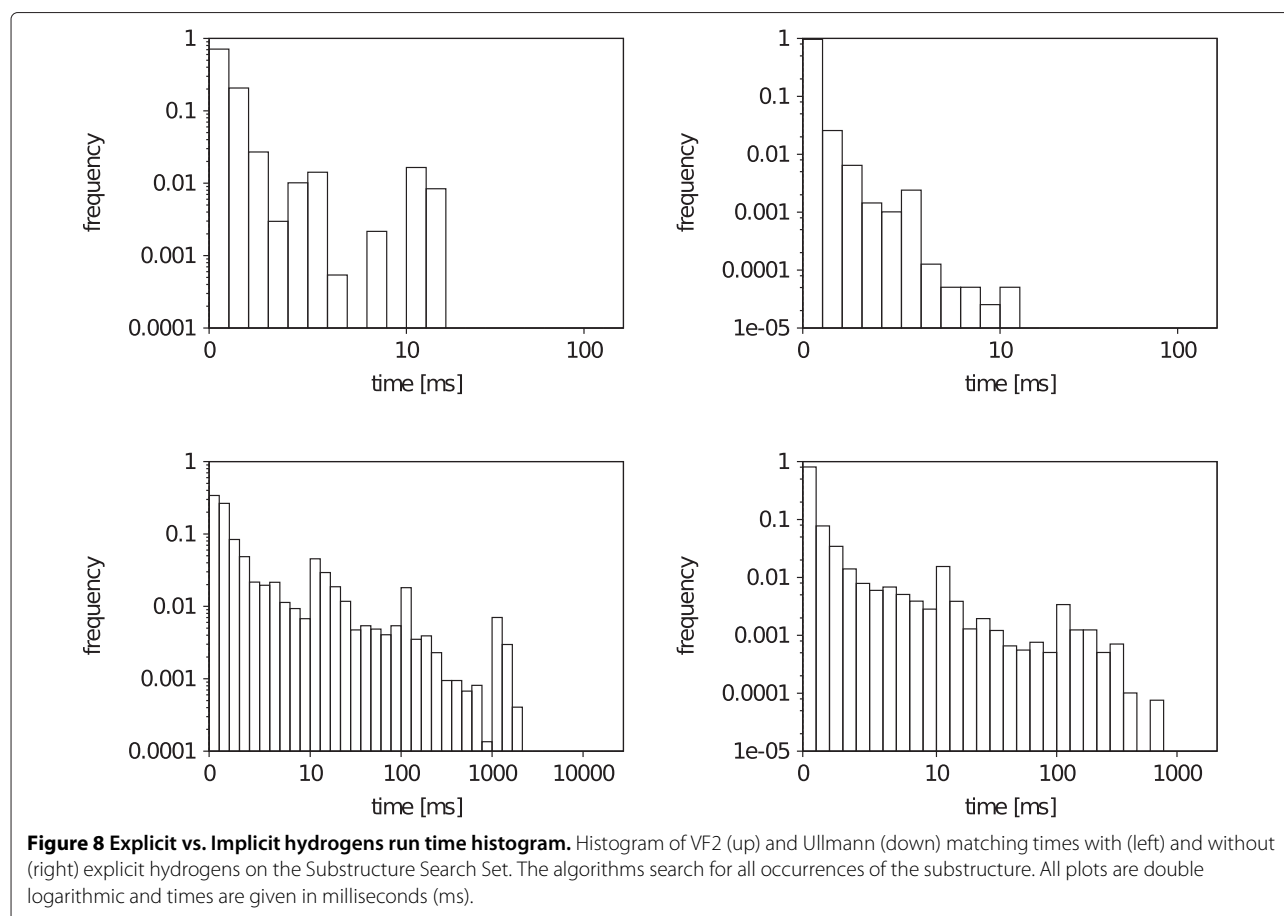 1
0.1
0.01
0.001
0.0001
frequency
0 10 100
time [ms]
1
0.1
0.01
0.001
0.0001
1e-05
frequency
0 10 100
time [ms]
1
0.1
0.01
0.001
0.0001
frequency
0 10 100 1000 10000
time [ms]
1
0.1
0.01
0.001
0.0001
1e-05
frequency
0 10 100 1000
time [ms]
Figure 8 Explicit vs. Implicit hydrogens run time histogram. Histogram of VF2 (up) and Ullmann (down) matching times with (left) and without
(right) explicit hydrogens on the Substructure Search Set. The algorithms search for all occurrences of the substructure. All plots are double
logarithmic and times are given in milliseconds (ms).